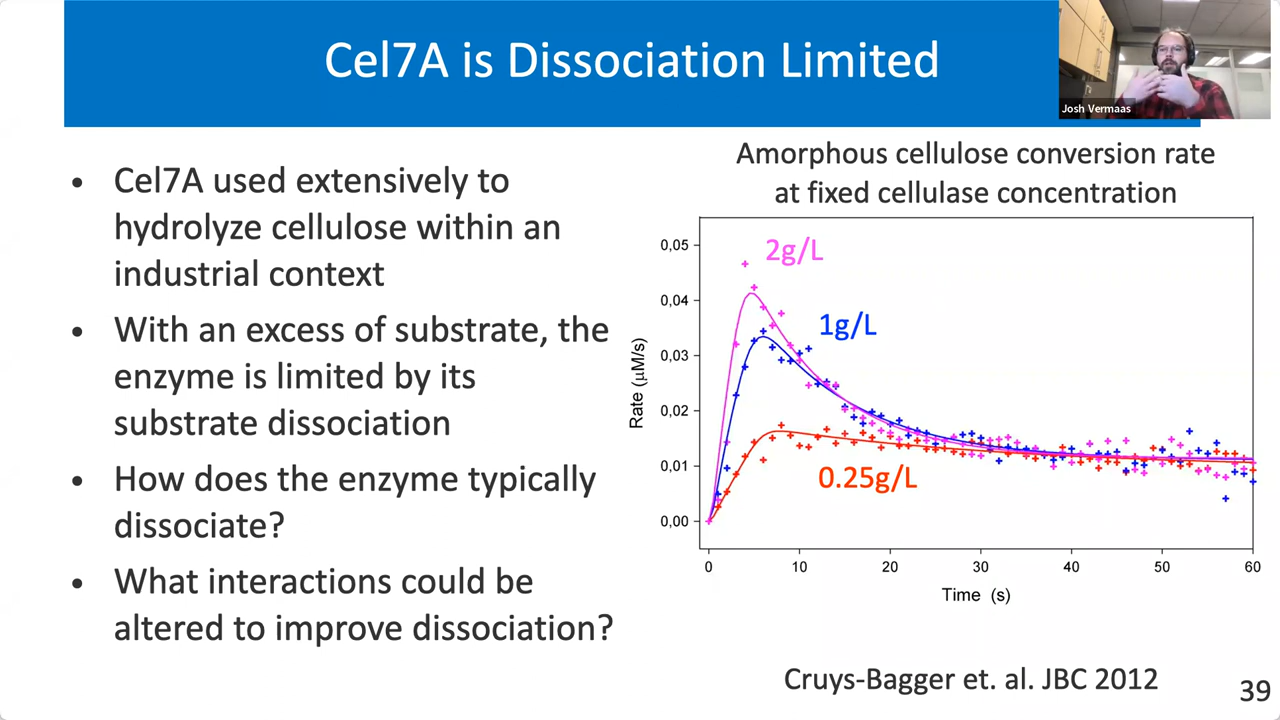 Cel7A is Dissociation Limited
Josh Vermaas
• Cel7A used extensively to
hydrolyze cellulose within an
industrial context
• With an excess of substrate, the
enzyme is limited by its
substrate dissociation
• How does the enzyme typically
dissociate?
• What interactions could be
altered to improve dissociation?
Amorphous cellulose conversion rate
at fixed cellulase concentration
2g/L
1g/L
0.25g/L
Rate (μM/s)
0,05
0,04
0,03
0,02
0,01
0,00
0 10 20 30 40 50 60
Time (s)
Cruys-Bagger et. al. JBC 2012
39